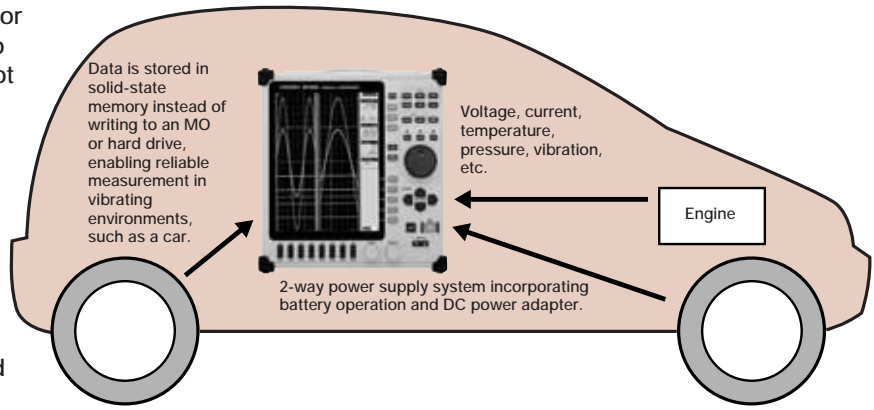 or
Data is stored in
solid-state
memory instead of
writing to an MO
or hard drive,
enabling reliable
measurement in
vibrating
environments,
such as a car.
Voltage, current,
temperature,
pressure, vibration,
etc.
Engine
2-way power supply system incorporating
battery operation and DC power adapter.